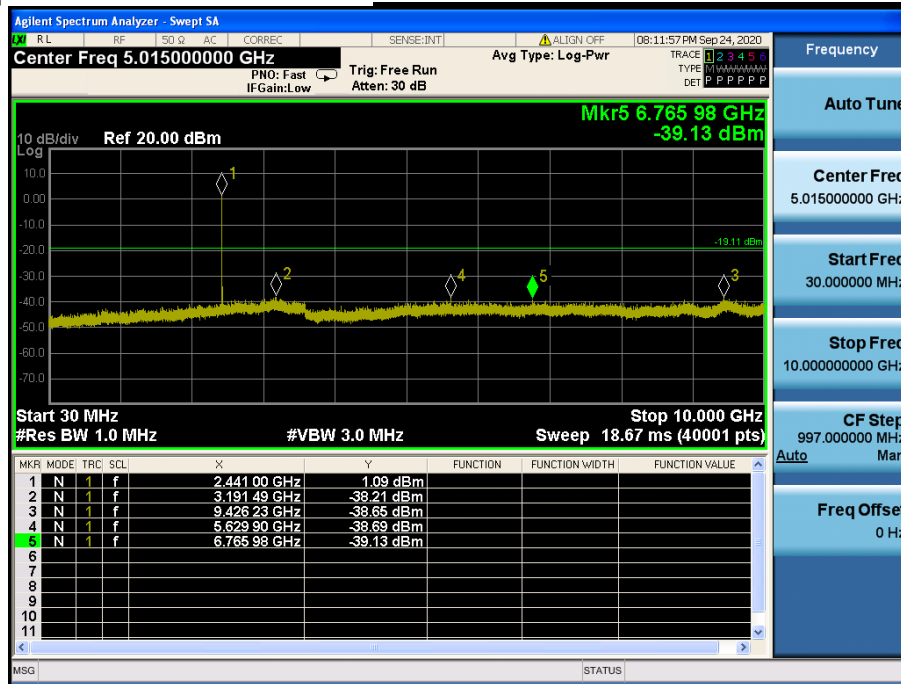 Agilent Spectrum Analyzer - Swept SA
LXI RL RF 50 Ω AC CORREC SENSE:INT ALIGN OFF 08:11:57 PM Sep 24, 2020
Center Freq 5.015000000 GHz
PNO: Fast
IFGain:Low
Trig: Free Run
Atten: 30 dB
Avg Type: Log-Pwr
TRACE 1 2 3 4 5 6
TYPE MWWWWW
DET P P P P P P
Mkr5 6.765 98 GHz
-39.13 dBm
10 dB/div Ref 20.00 dBm
Log
10.0
0.00
-10.0
-20.0
-30.0
-40.0
-50.0
-60.0
-70.0
1
2
4
5
3
-19.11 dBm
Start 30 MHz Stop 10.000 GHz
#Res BW 1.0 MHz #VBW 3.0 MHz Sweep 18.67 ms (40001 pts)
MKR MODE TRC SCL X Y FUNCTION FUNCTION WIDTH FUNCTION VALUE
1 N 1 f 2.441 00 GHz 1.09 dBm
2 N 1 f 3.191 49 GHz -38.21 dBm
3 N 1 f 9.426 23 GHz -38.65 dBm
4 N 1 f 5.629 90 GHz -38.69 dBm
5 N 1 f 6.765 98 GHz -39.13 dBm
6
7
8
9
10
11
MSG STATUS
Frequency
Auto Tune
Center Freq
5.015000000 GHz
Start Freq
30.000000 MHz
Stop Freq
10.000000000 GHz
CF Step
997.000000 MHz
Auto Man
Freq Offset
0 Hz